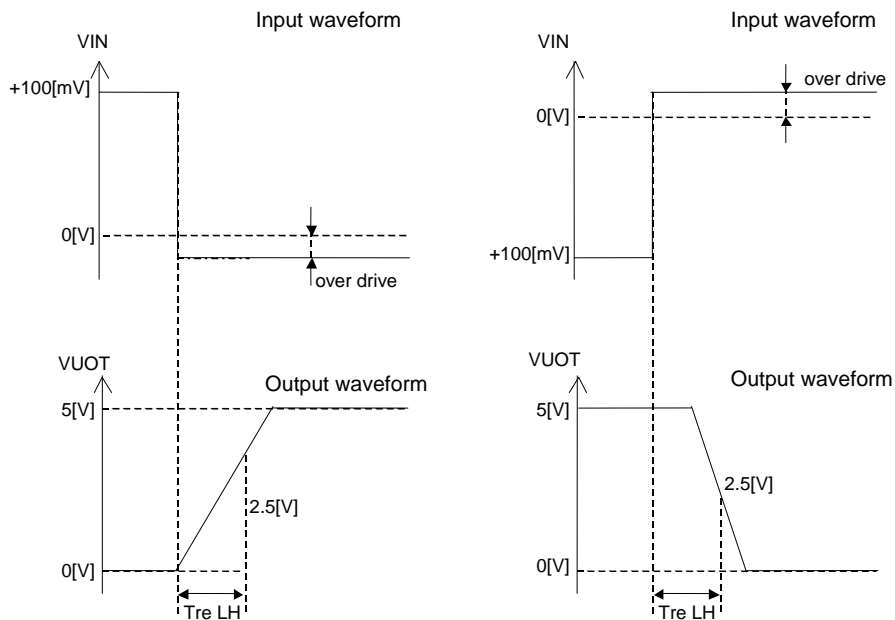 Input waveform
VIN
+100[mV]
0[V]
over drive
VUOT
Output waveform
5[V]
2.5[V]
0[V]
Tre LH
Input waveform
VIN
over drive
0[V]
+100[mV]
VUOT
Output waveform
5[V]
2.5[V]
0[V]
Tre LH